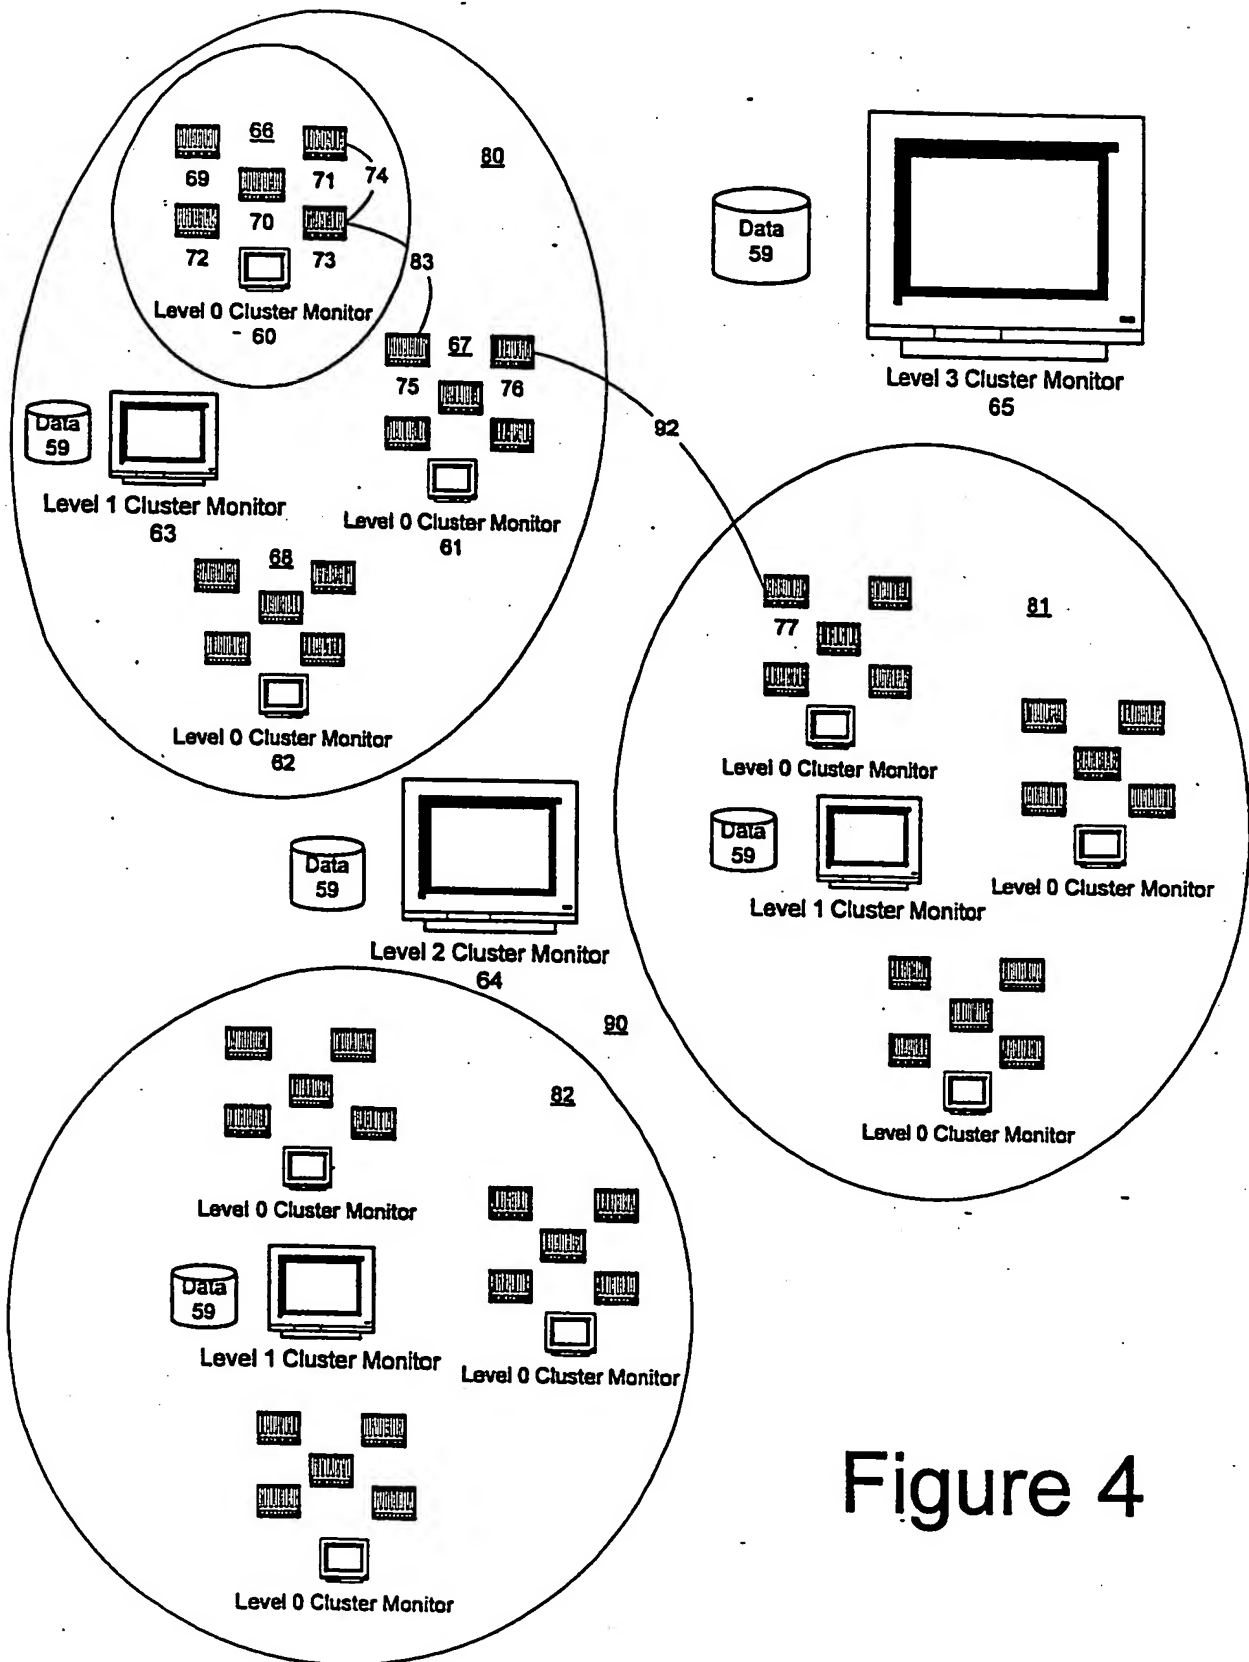 66
80
69
71
74
70
72
73
83
Level 0 Cluster Monitor
60
Data
59
Level 3 Cluster Monitor
65
67
75
76
92
Data
59
Level 1 Cluster Monitor
63
Level 0 Cluster Monitor
61
68
Level 0 Cluster Monitor
62
81
77
Level 0 Cluster Monitor
Data
59
Level 1 Cluster Monitor
Level 0 Cluster Monitor
Level 0 Cluster Monitor
Data
59
Level 2 Cluster Monitor
64
90
82
Level 0 Cluster Monitor
Data
59
Level 1 Cluster Monitor
Level 0 Cluster Monitor
Level 0 Cluster Monitor
Figure 4